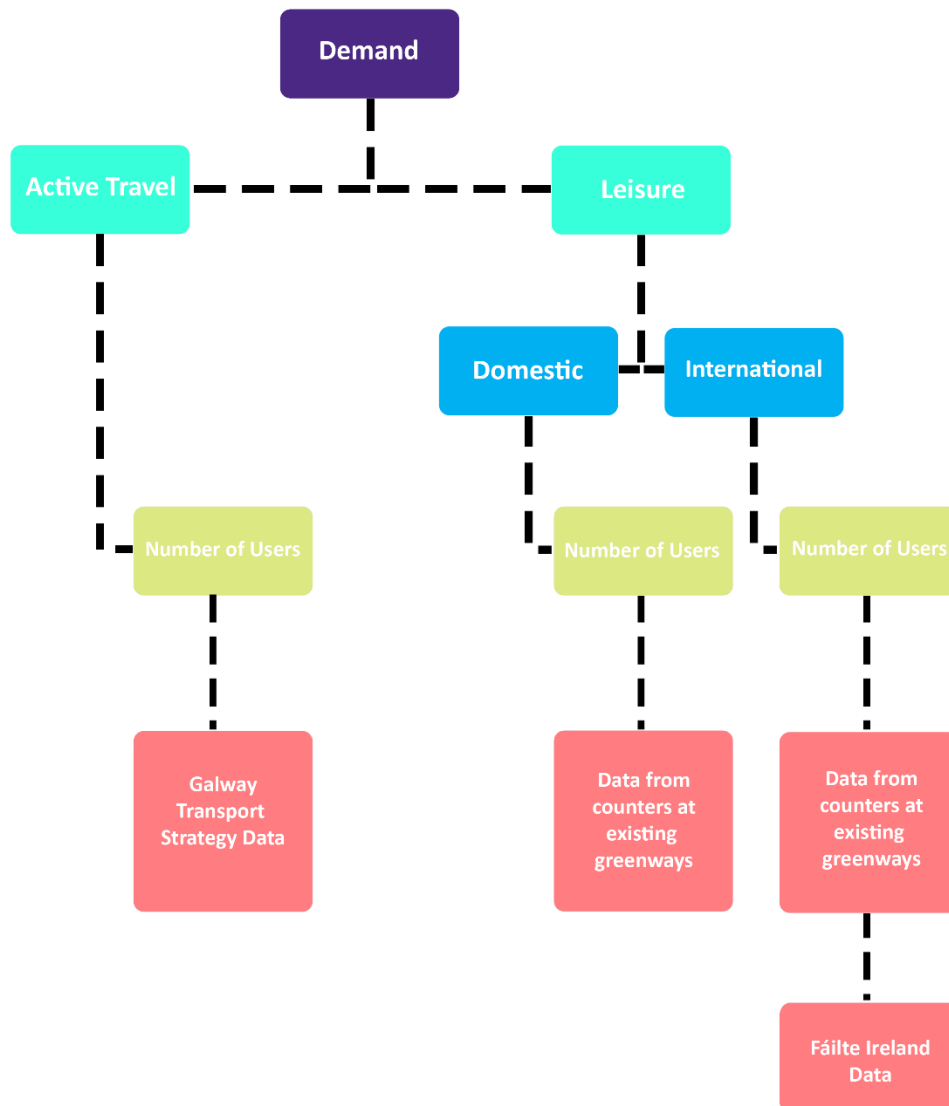 Demand
Active Travel
Leisure
Domestic
International
Number of Users
Number of Users
Number of Users
Galway
Transport
Strategy Data
Data from
counters at
existing
greenways
Data from
counters at
existing
greenways
Fáilte Ireland
Data